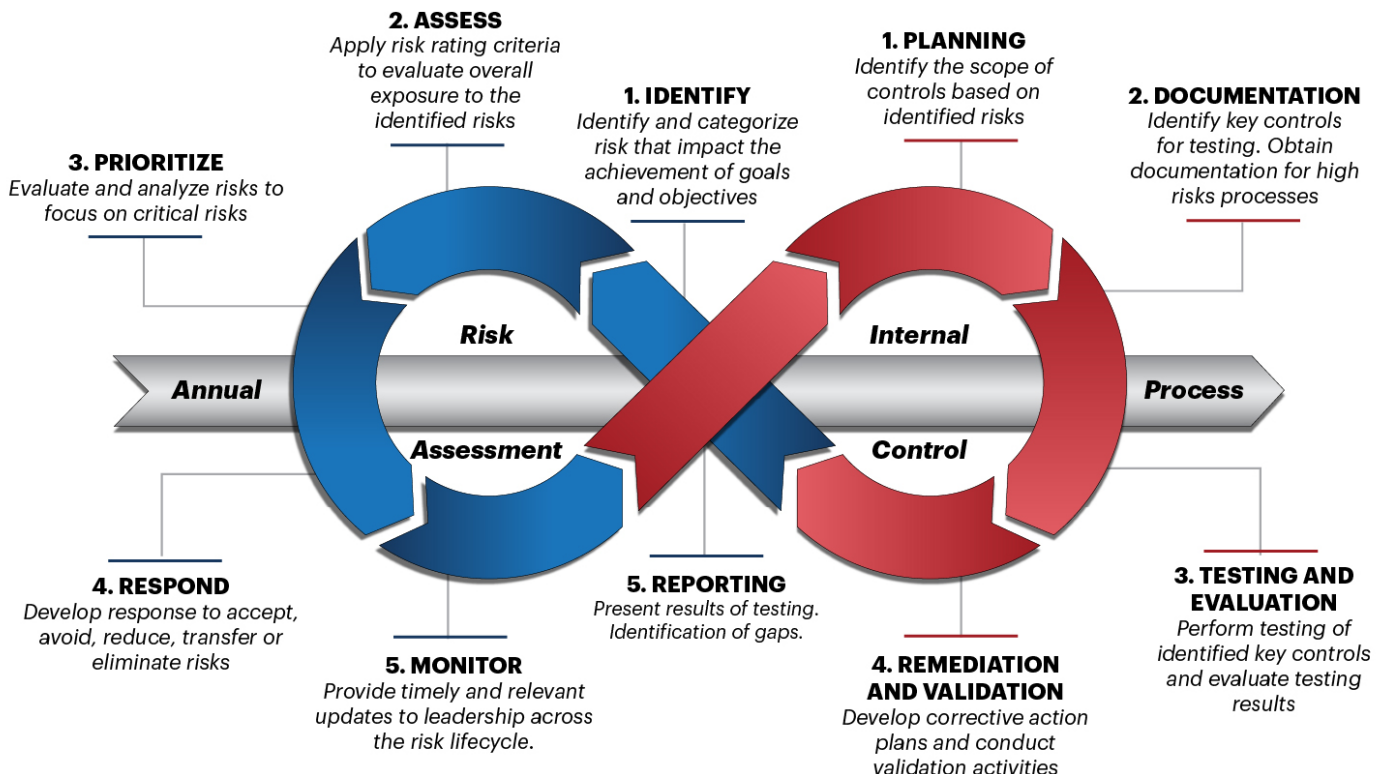 2. ASSESS
Apply risk rating criteria
to evaluate overall
exposure to the
identified risks
1. PLANNING
Identify the scope of
controls based on
identified risks
1. IDENTIFY
Identify and categorize
risk that impact the
achievement of goals
and objectives
2. DOCUMENTATION
Identify key controls
for testing. Obtain
documentation for high
risks processes
3. PRIORITIZE
Evaluate and analyze risks to
focus on critical risks
Risk
Internal
Annual
Process
Assessment
Control
4. RESPOND
Develop response to accept,
avoid, reduce, transfer or
eliminate risks
5. REPORTING
Present results of testing.
Identification of gaps.
3. TESTING AND
EVALUATION
Perform testing of
identified key controls
and evaluate testing
results
5. MONITOR
Provide timely and relevant
updates to leadership across
the risk lifecycle.
4. REMEDIATION
AND VALIDATION
Develop corrective action
plans and conduct
validation activities